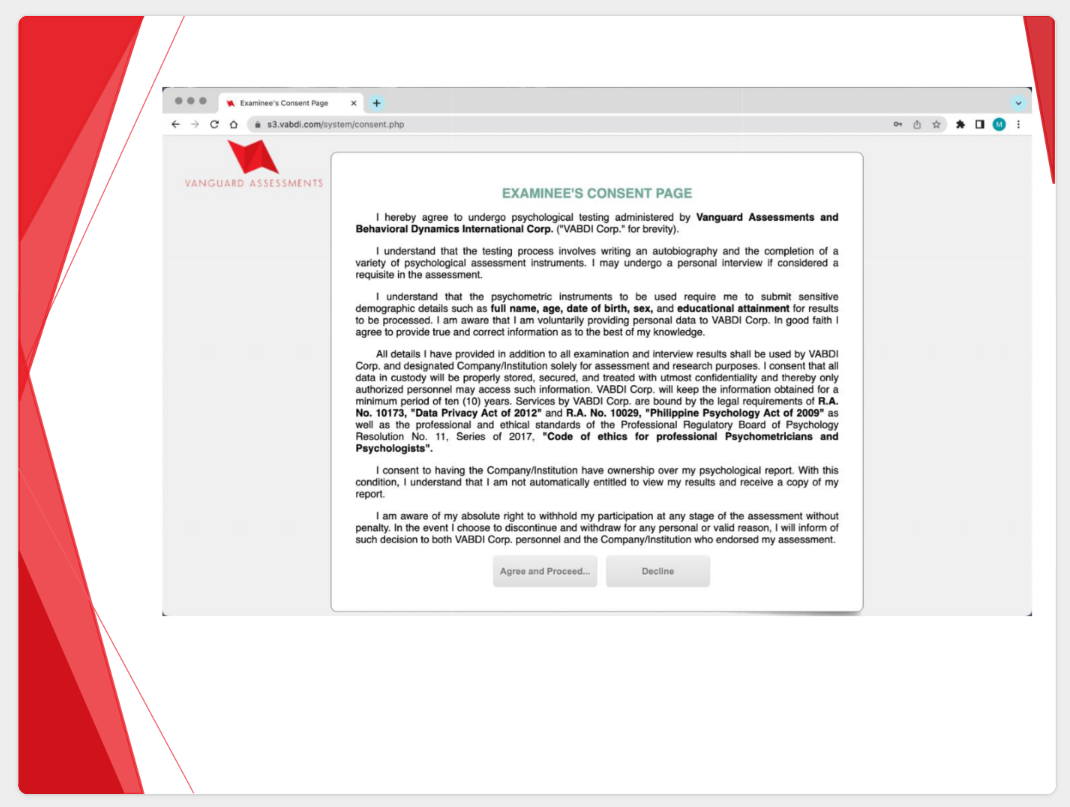 Examinee's Consent Page
s3.vabdi.com/system/consent.php
M
VANGUARD ASSESSMENTS
EXAMINEE'S CONSENT PAGE
I hereby agree to undergo psychological testing administered by Vanguard Assessments and
Behavioral Dynamics International Corp. ("VABDI Corp." for brevity).
I understand that the testing process involves writing an autobiography and the completion of a
variety of psychological assessment instruments. I may undergo a personal interview if considered a
requisite in the assessment.
I understand that the psychometric instruments to be used require me to submit sensitive
demographic details such as full name, age, date of birth, sex, and educational attainment for results
to be processed. I am aware that I am voluntarily providing personal data to VABDI Corp. In good faith I
agree to provide true and correct information as to the best of my knowledge.
All details I have provided in addition to all examination and interview results shall be used by VABDI
Corp. and designated Company/Institution solely for assessment and research purposes. I consent that all
data in custody will be properly stored, secured, and treated with utmost confidentiality and thereby only
authorized personnel may access such information. VABDI Corp. will keep the information obtained for a
minimum period of ten (10) years. Services by VABDI Corp. are bound by the legal requirements of R.A.
No. 10173, "Data Privacy Act of 2012" and R.A. No. 10029, "Philippine Psychology Act of 2009" as
well as the professional and ethical standards of the Professional Regulatory Board of Psychology
Resolution No. 11, Series of 2017, "Code of ethics for professional Psychometricians and
Psychologists".
I consent to having the Company/Institution have ownership over my psychological report. With this
condition, I understand that I am not automatically entitled to view my results and receive a copy of my
report.
I am aware of my absolute right to withhold my participation at any stage of the assessment without
penalty. In the event I choose to discontinue and withdraw for any personal or valid reason, I will inform of
such decision to both VABDI Corp. personnel and the Company/Institution who endorsed my assessment.
Agree and Proceed...
Decline